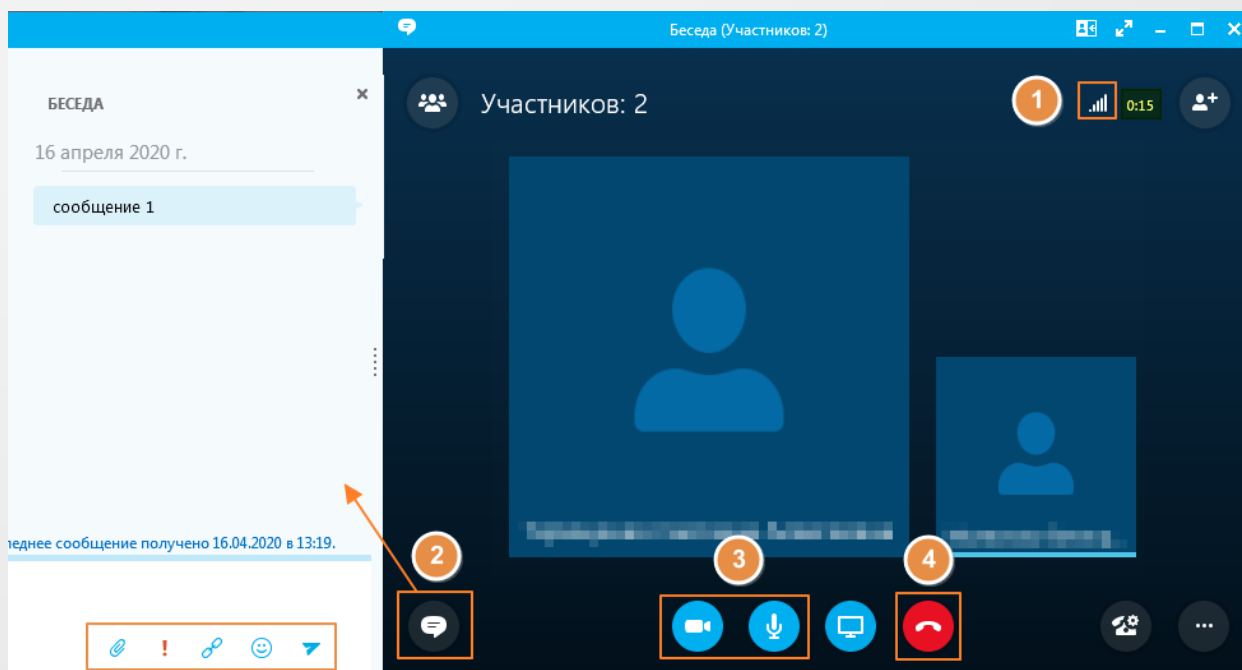 Беседа (Участников: 2)
БЕСЕДА
16 апреля 2020 г.
сообщение 1
сообщение получено 16.04.2020 в 13:19.
Участников: 2
1
0:15
2
3
4